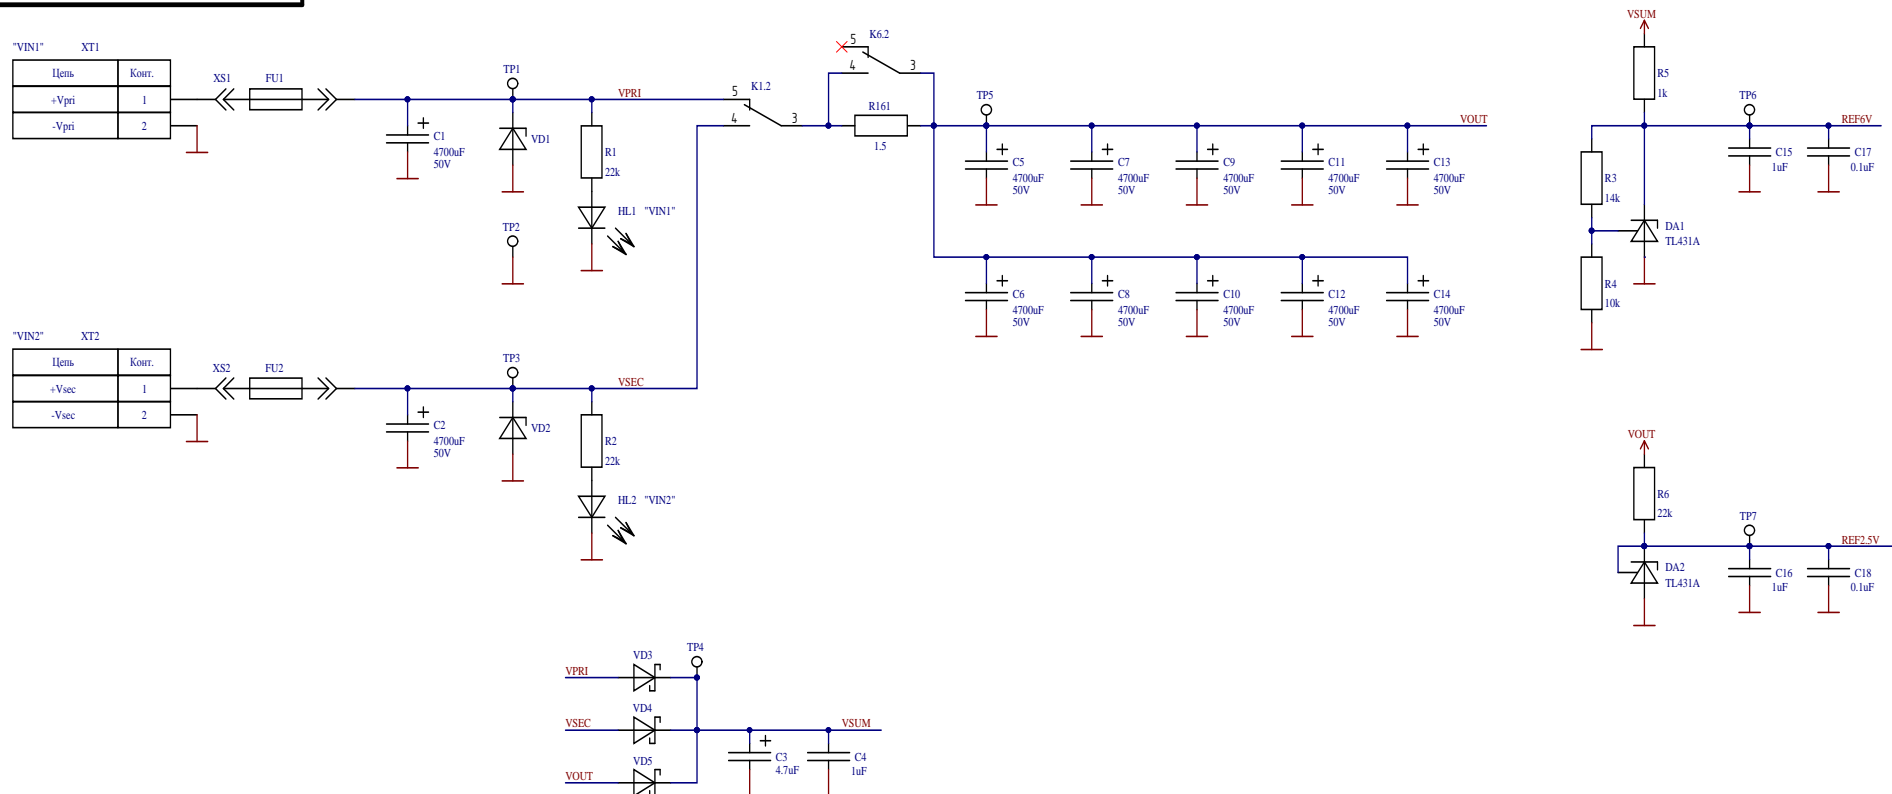 "VIN1" XT1
Цепь Конт.
+Vpri 1
-Vpri 2
XS1 FU1
TP1
VPRI
C1
4700uF
50V
VD1
R1
22k
HL1 "VIN1"
TP2
K1.2
5
4
3
K6.2
5
4
3
R161
1.5
TP5
VOUT
C5
4700uF
50V
C7
4700uF
50V
C9
4700uF
50V
C11
4700uF
50V
C13
4700uF
50V
C6
4700uF
50V
C8
4700uF
50V
C10
4700uF
50V
C12
4700uF
50V
C14
4700uF
50V
VSUM
R5
1k
TP6
REF6V
R3
14k
C15
1uF
C17
0.1uF
DA1
TL431A
R4
10k
"VIN2" XT2
Цепь Конт.
+Vsec 1
-Vsec 2
XS2 FU2
TP3
VSEC
C2
4700uF
50V
VD2
R2
22k
HL2 "VIN2"
VOUT
R6
22k
TP7
REF2.5V
DA2
TL431A
C16
1uF
C18
0.1uF
VD3
TP4
VPRI
VD4
VSEC
VSUM
VD5
VOUT
C3
4.7uF
C4
1uF